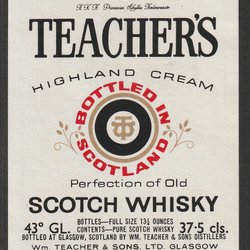 TEACHER'S
HIGHLAND CREAM
BOTTLED IN
SCOTLAND
Perfection of Old
SCOTCH WHISKY
43° GL. BOTTLES—FULL SIZE 13⅓ OUNCES 37·5 cls.
CONTENTS—PURE SCOTCH WHISKY
BOTTLED AT GLASGOW, SCOTLAND BY WM. TEACHER & SONS DISTILLERS
Wm. TEACHER & SONS, LTD. GLASGOW